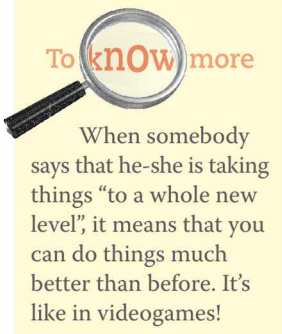 To know more
When somebody
says that he-she is taking
things “to a whole new
level”, it means that you
can do things much
better than before. It’s
like in videogames!